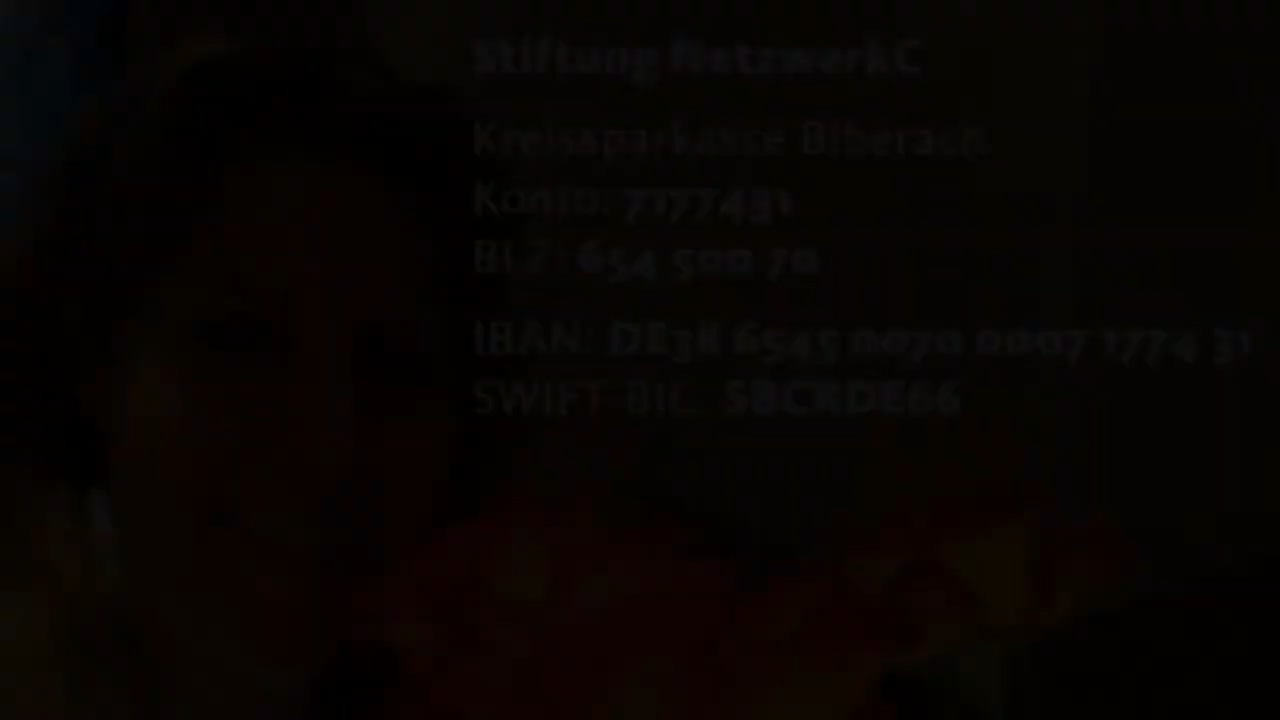 Stiftung NetzwerkC
Kreissparkasse Biberach
Konto: 7177431
BLZ: 654 500 70
IBAN: DE38 6545 0070 0007 1774 31
SWIFT-BIC: SBCRDE66